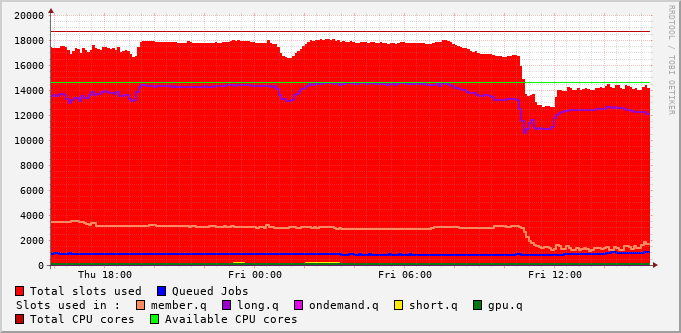 20000
18000
16000
14000
12000
10000
8000
6000
4000
2000
0
Thu 18:00 Fri 00:00 Fri 06:00 Fri 12:00
Total slots used Queued Jobs
Slots used in : member.q long.q ondemand.q short.q gpu.q
Total CPU cores Available CPU cores
RRDTOOL / TOBI OETIKER